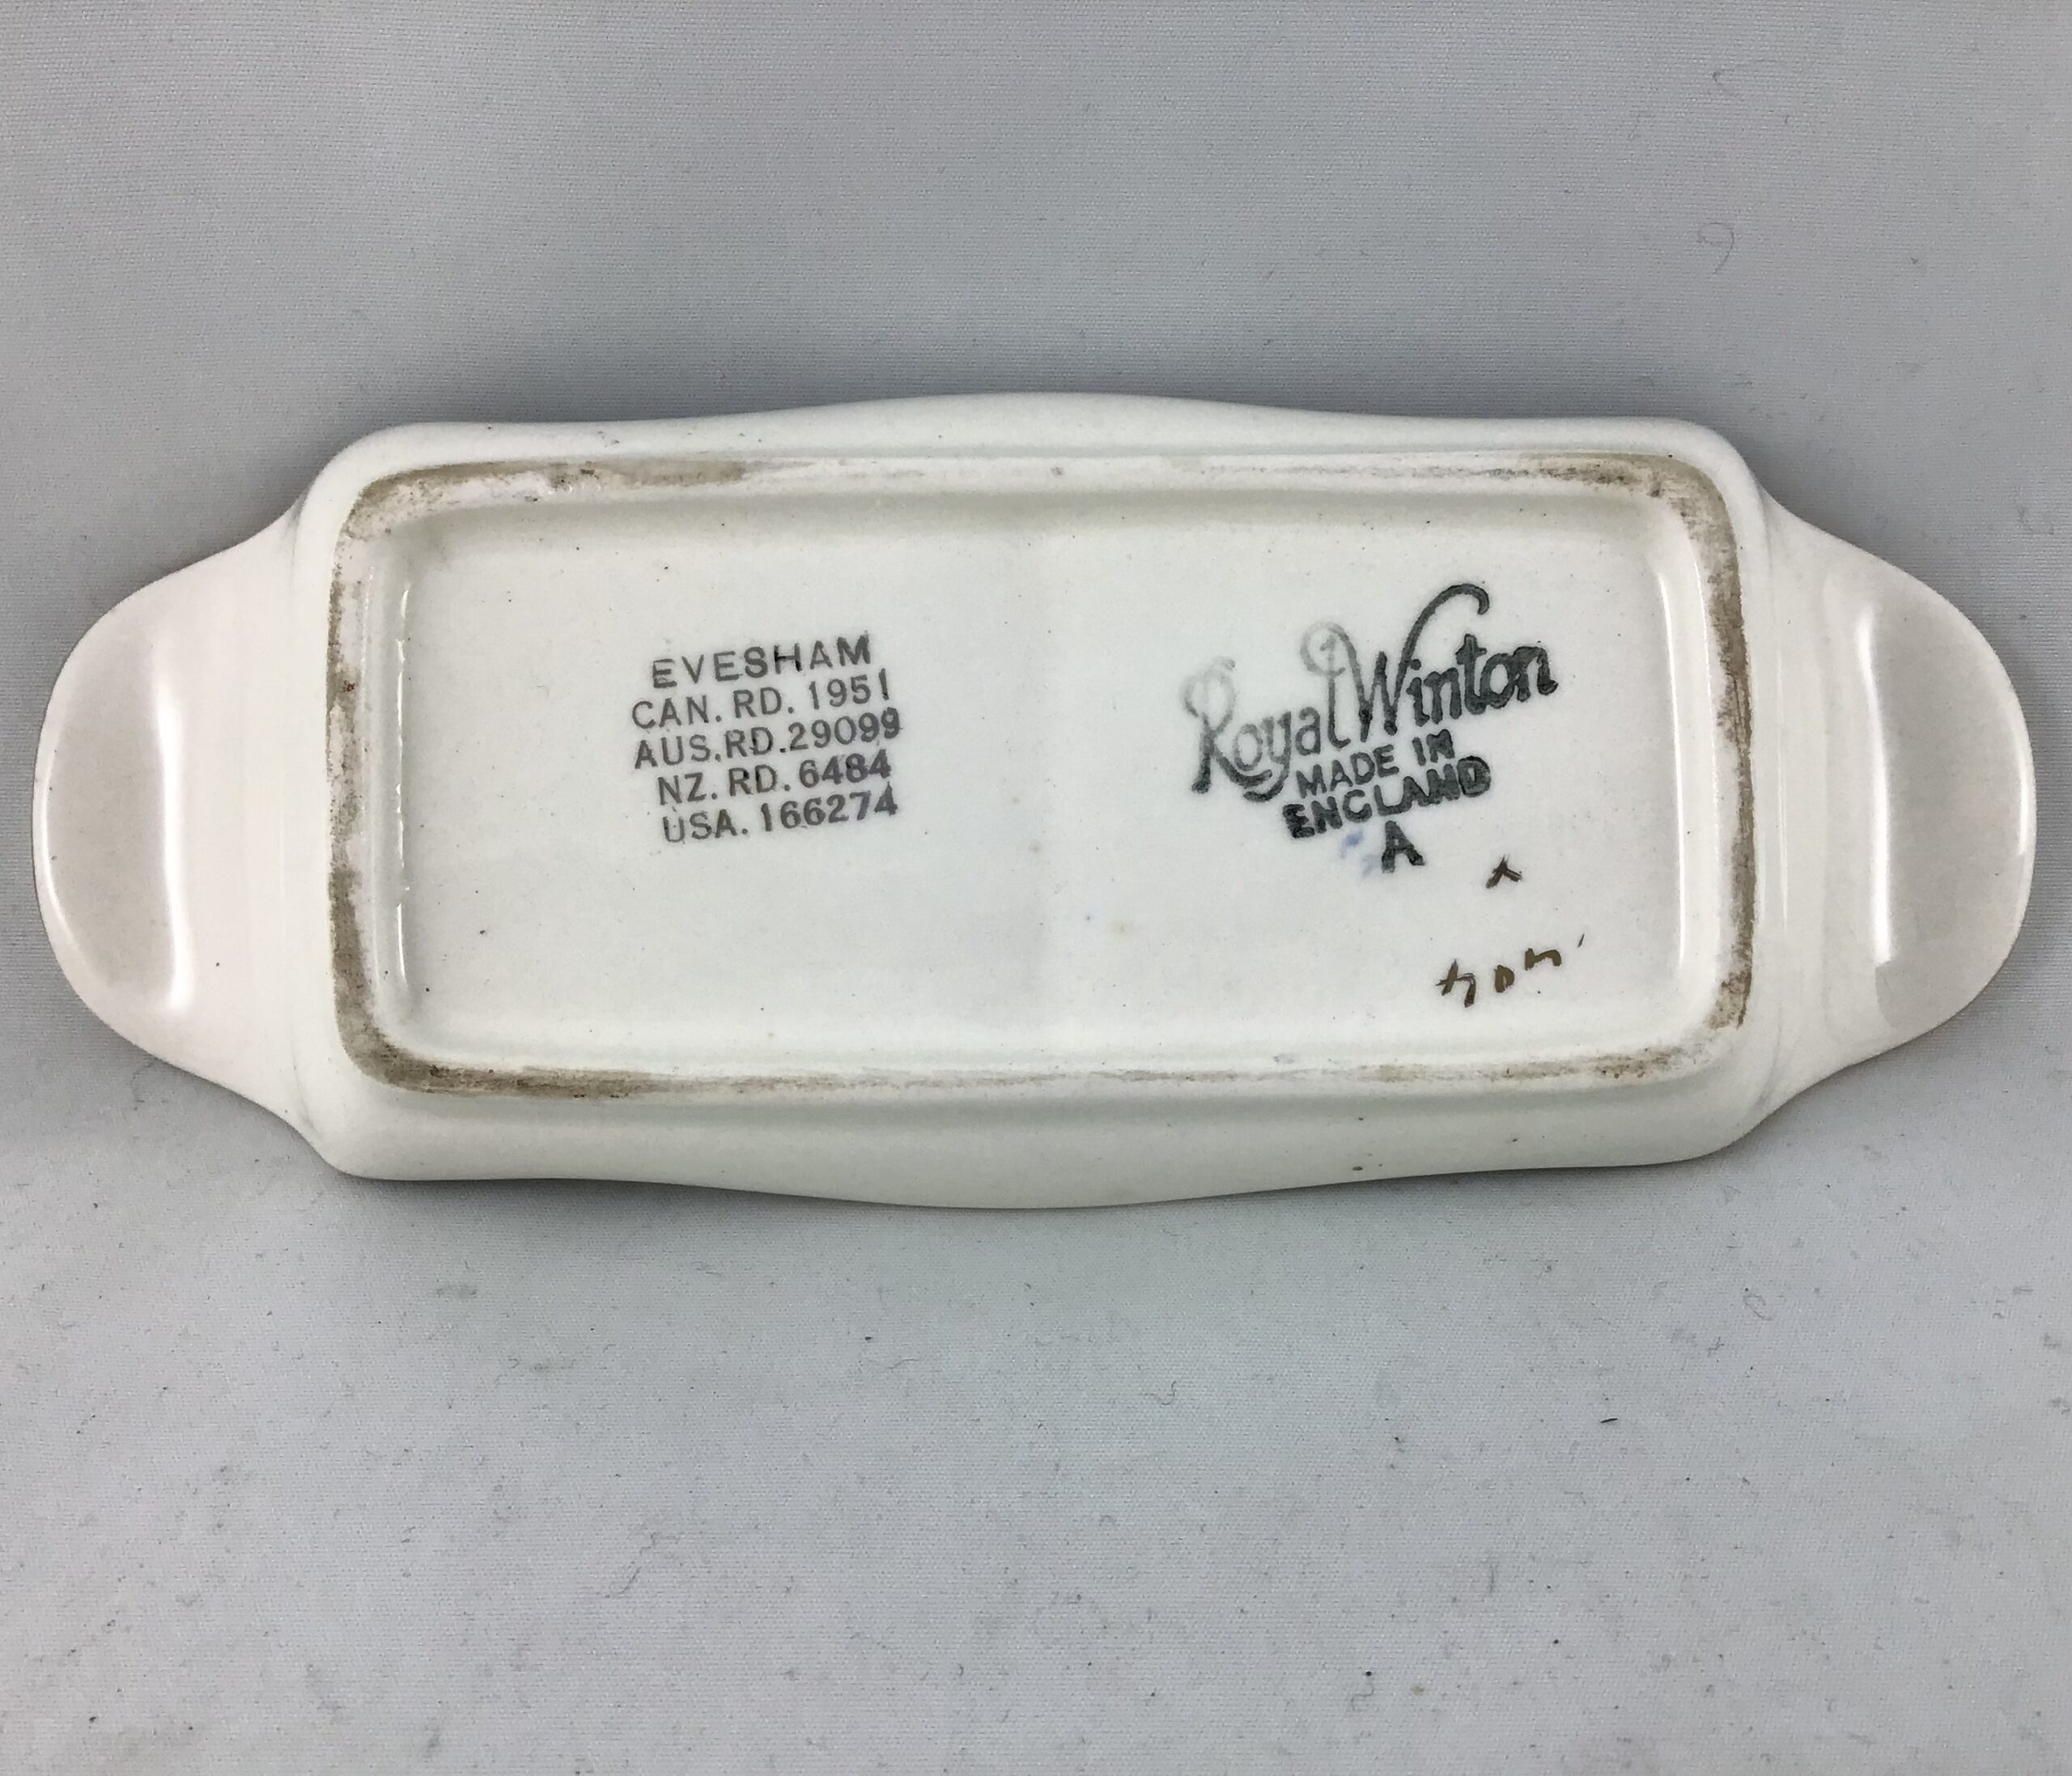 EVESHAM
CAN. RD. 1951
AUS.RD.29099
NZ. RD. 6484
USA. 166274
Royal Winton
MADE IN
ENGLAND
A